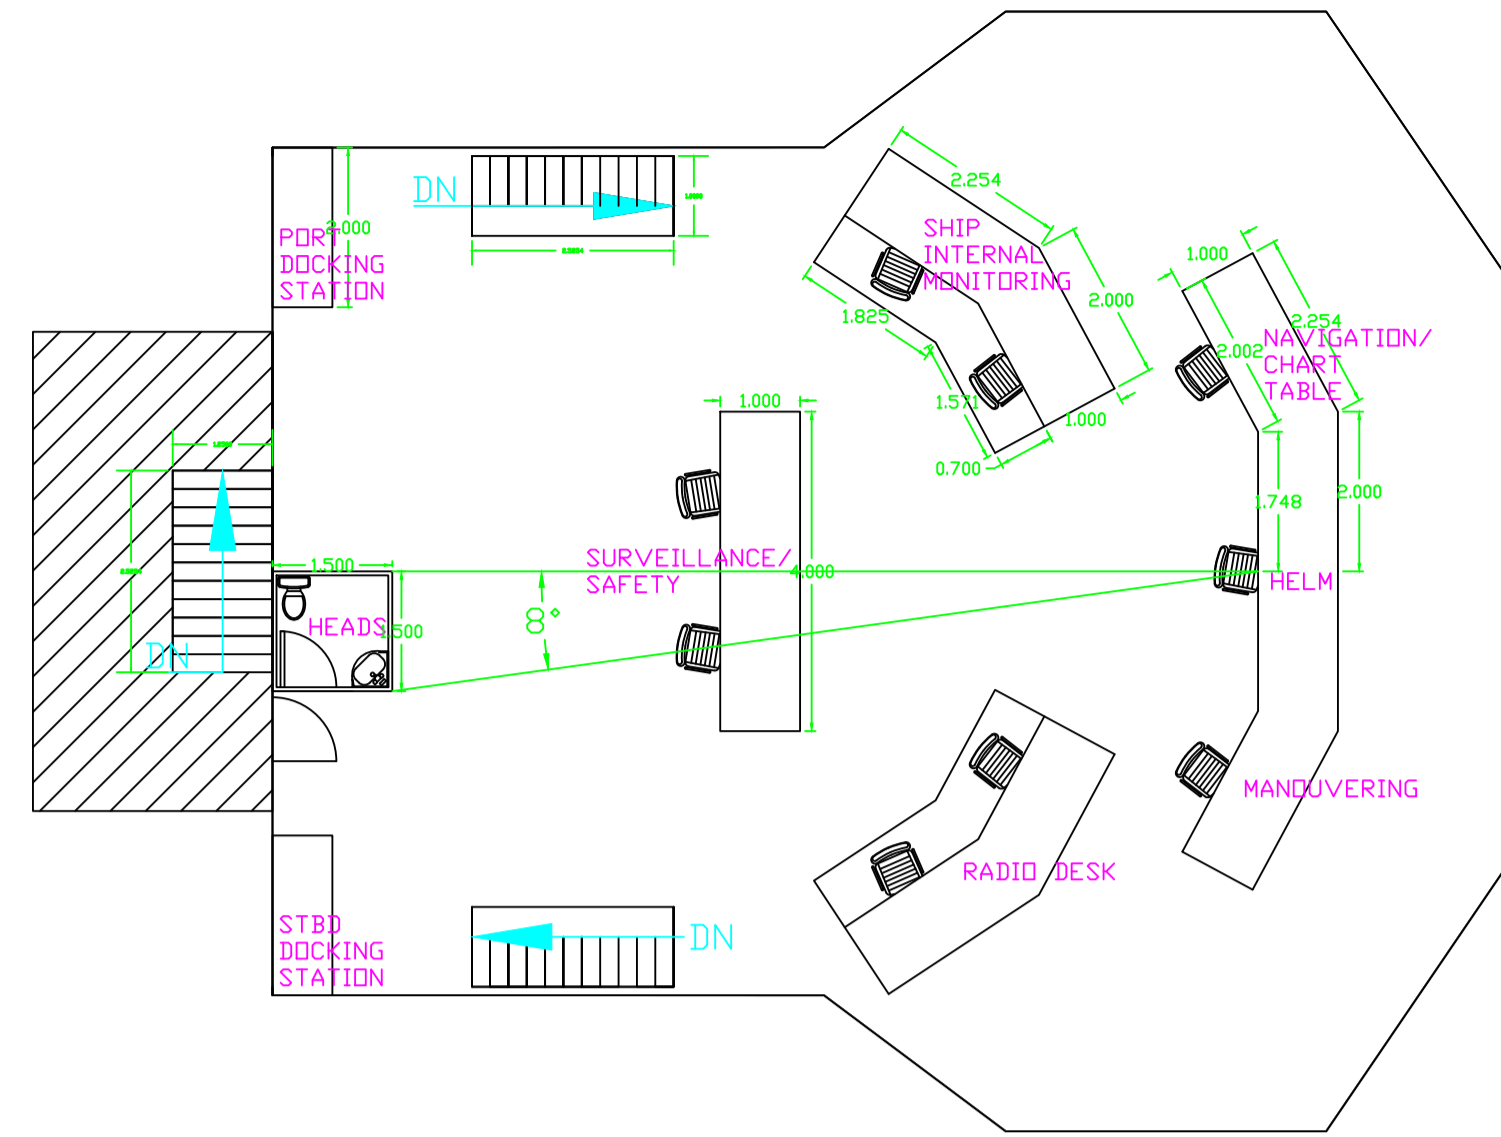 DN
2.254
2.000
PORT
DOCKING
STATION
SHIP
INTERNAL
MONITORING
1.000
2.000
1.825
2.254
NAVIGATION/
CHART
TABLE
2.002
1.571
1.000
1.000
0.700
2.000
1.748
1.500
SURVEILLANCE/
SAFETY
4.000
HELM
8°
HEADS
1.500
DN
MANOUVERING
RADIO DESK
STBD
DOCKING
STATION
DN